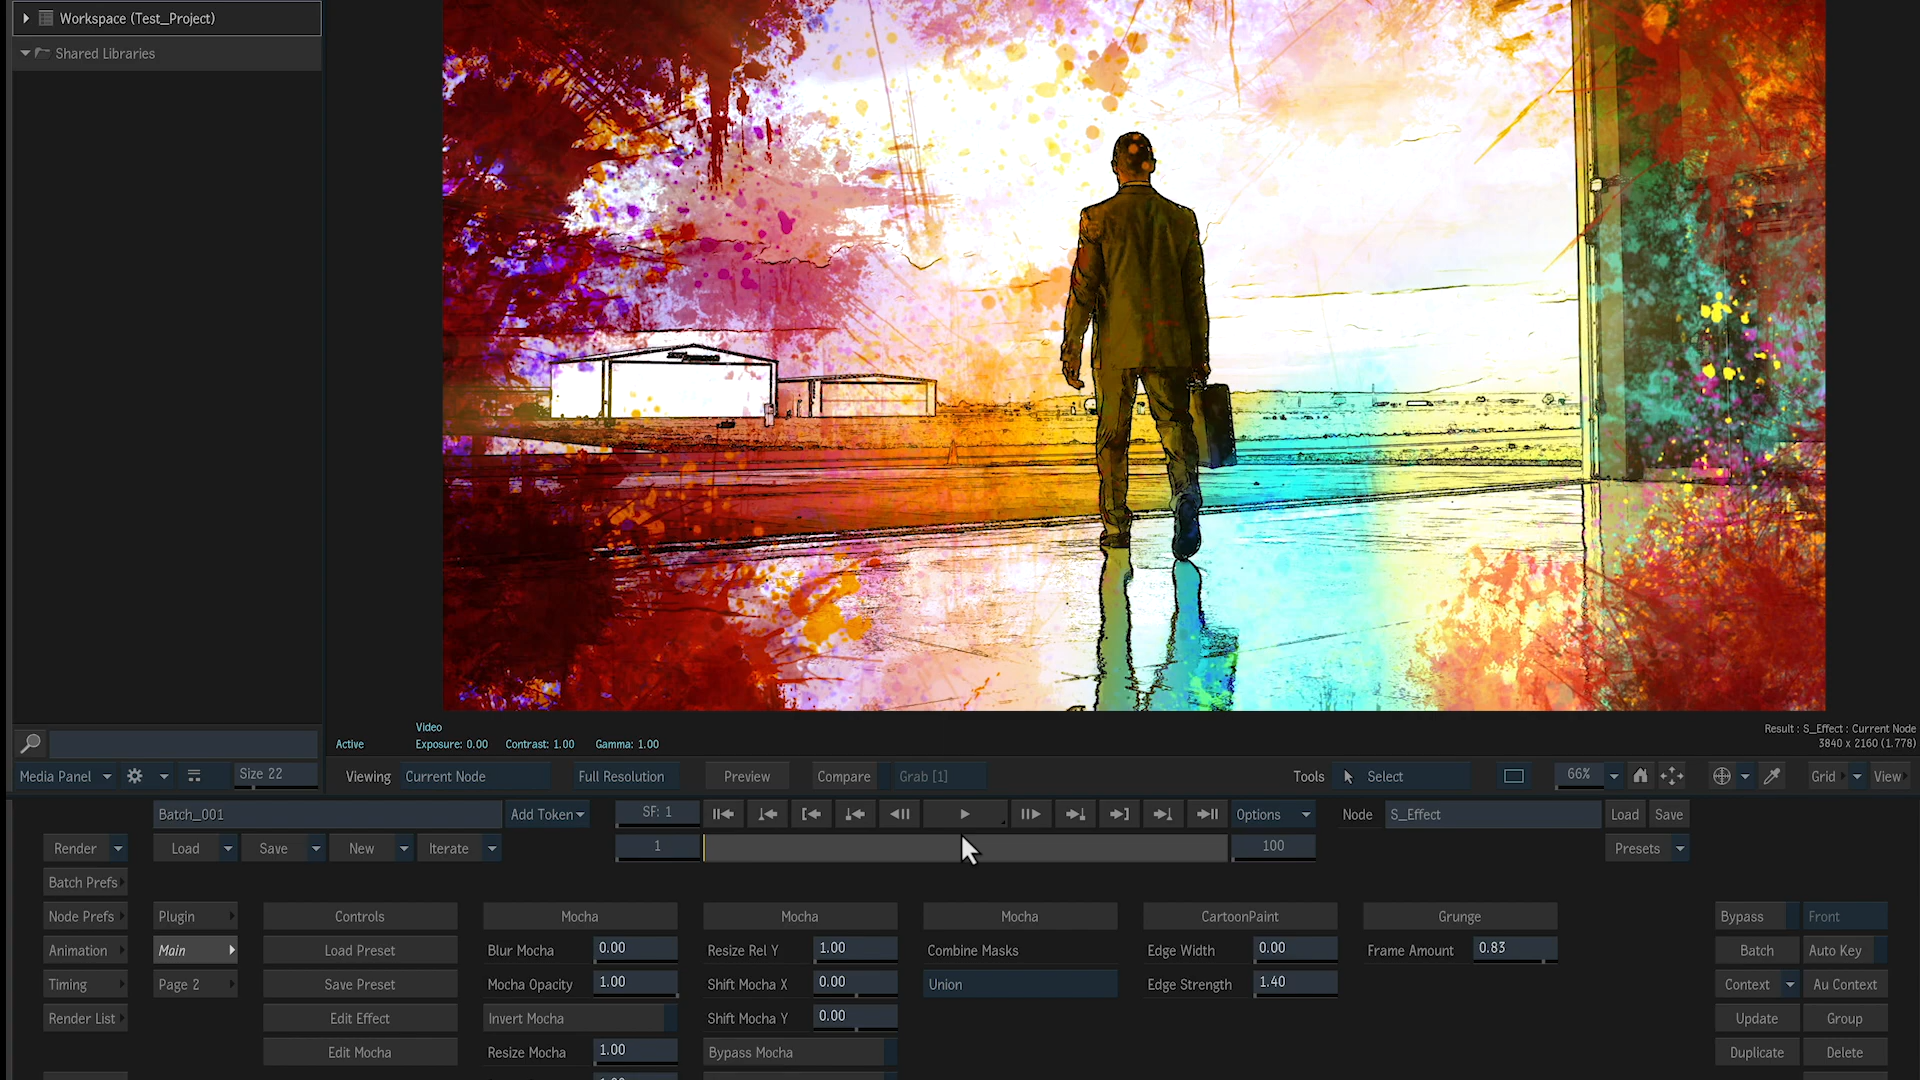 Workspace (Test_Project)
Shared Libraries
Video
Active
Exposure: 0.00 Contrast: 1.00 Gamma: 1.00
Result : S_Effect : Current Node
3840 x 2160 (1.778)
Media Panel
Size 22
Viewing Current Node
Full Resolution
Preview
Compare
Grab [1]
Tools
Select
66%
Grid
View
Batch_001
Add Token
SF: 1
Options
Node S_Effect
Load
Save
Render
Load
Save
New
Iterate
1
100
Presets
Batch Prefs
Node Prefs
Plugin
Controls
Mocha
Mocha
Mocha
CartoonPaint
Grunge
Bypass
Front
Animation
Main
Load Preset
Blur Mocha 0.00
Resize Rel Y 1.00
Combine Masks
Edge Width 0.00
Frame Amount 0.83
Batch
Auto Key
Timing
Page 2
Save Preset
Mocha Opacity 1.00
Shift Mocha X 0.00
Union
Edge Strength 1.40
Context
Au Context
Render List
Edit Effect
Invert Mocha
Shift Mocha Y 0.00
Update
Group
Edit Mocha
Resize Mocha 1.00
Bypass Mocha
Duplicate
Delete